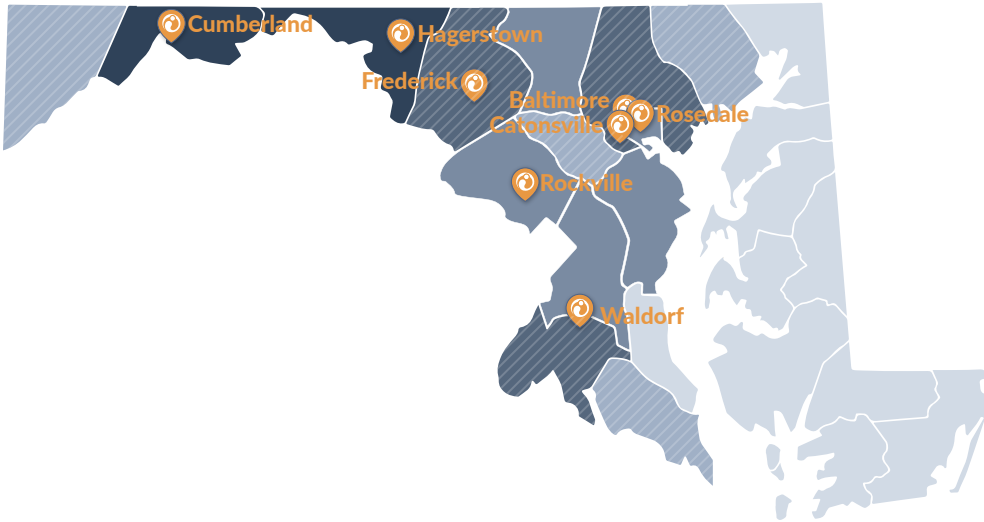 Cumberland
Hagerstown
Frederick
Baltimore
Rosedale
Catonsville
Rockville
Waldorf